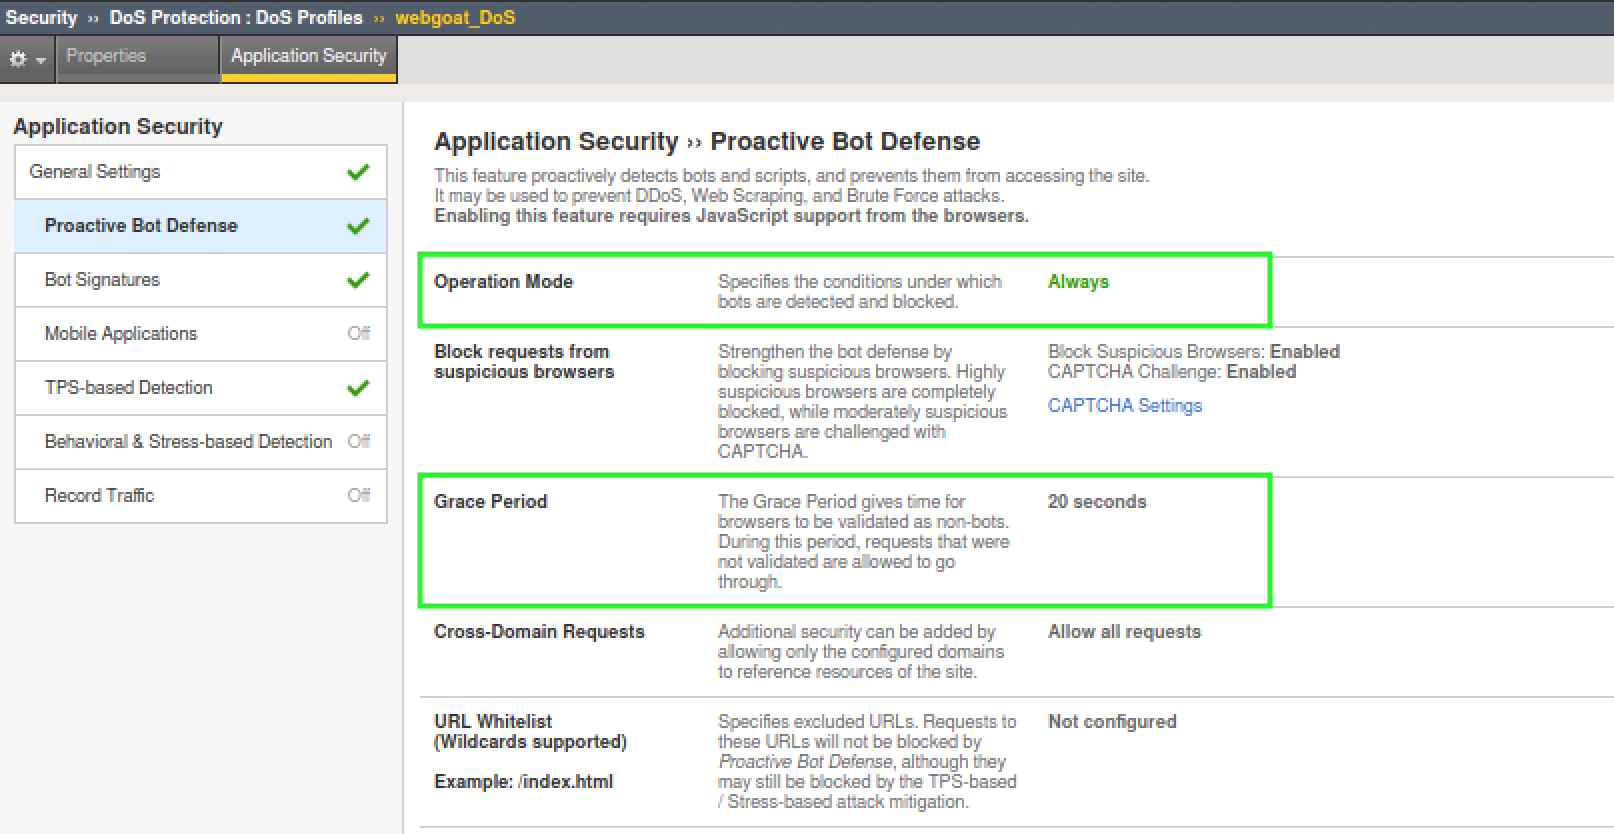 Security ›› DoS Protection : DoS Profiles ›› webgoat_DoS
Properties
Application Security
Application Security
General Settings
Proactive Bot Defense
Bot Signatures
Mobile Applications Off
TPS-based Detection
Behavioral & Stress-based Detection Off
Record Traffic Off
Application Security ›› Proactive Bot Defense
This feature proactively detects bots and scripts, and prevents them from accessing the site.
It may be used to prevent DDoS, Web Scraping, and Brute Force attacks.
Enabling this feature requires JavaScript support from the browsers.
Operation Mode
Specifies the conditions under which
bots are detected and blocked.
Always
Block requests from
suspicious browsers
Strengthen the bot defense by
blocking suspicious browsers. Highly
suspicious browsers are completely
blocked, while moderately suspicious
browsers are challenged with
CAPTCHA.
Block Suspicious Browsers: Enabled
CAPTCHA Challenge: Enabled
CAPTCHA Settings
Grace Period
The Grace Period gives time for
browsers to be validated as non-bots.
During this period, requests that were
not validated are allowed to go
through.
20 seconds
Cross-Domain Requests
Additional security can be added by
allowing only the configured domains
to reference resources of the site.
Allow all requests
URL Whitelist
(Wildcards supported)
Example: /index.html
Specifies excluded URLs. Requests to
these URLs will not be blocked by
Proactive Bot Defense, although they
may still be blocked by the TPS-based
/ Stress-based attack mitigation.
Not configured